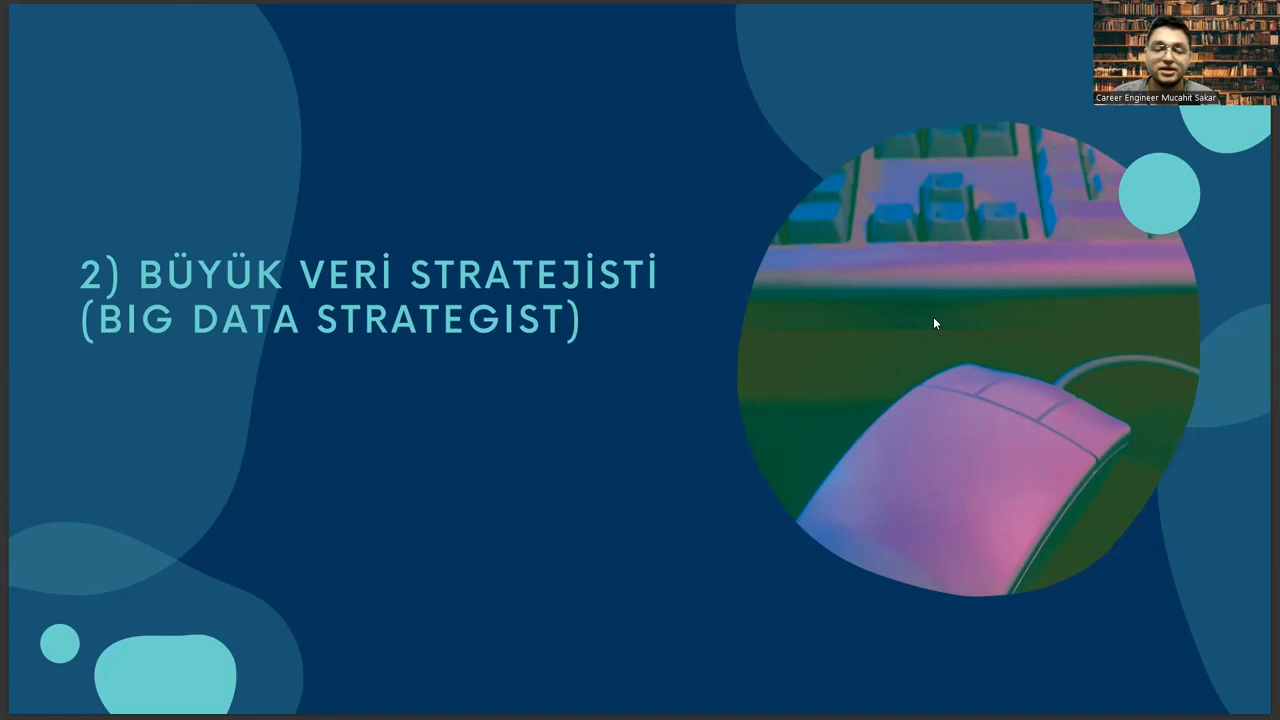 Career Engineer Mucahit Sakar
2) BÜYÜK VERİ STRATEJİSTİ
(BIG DATA STRATEGIST)